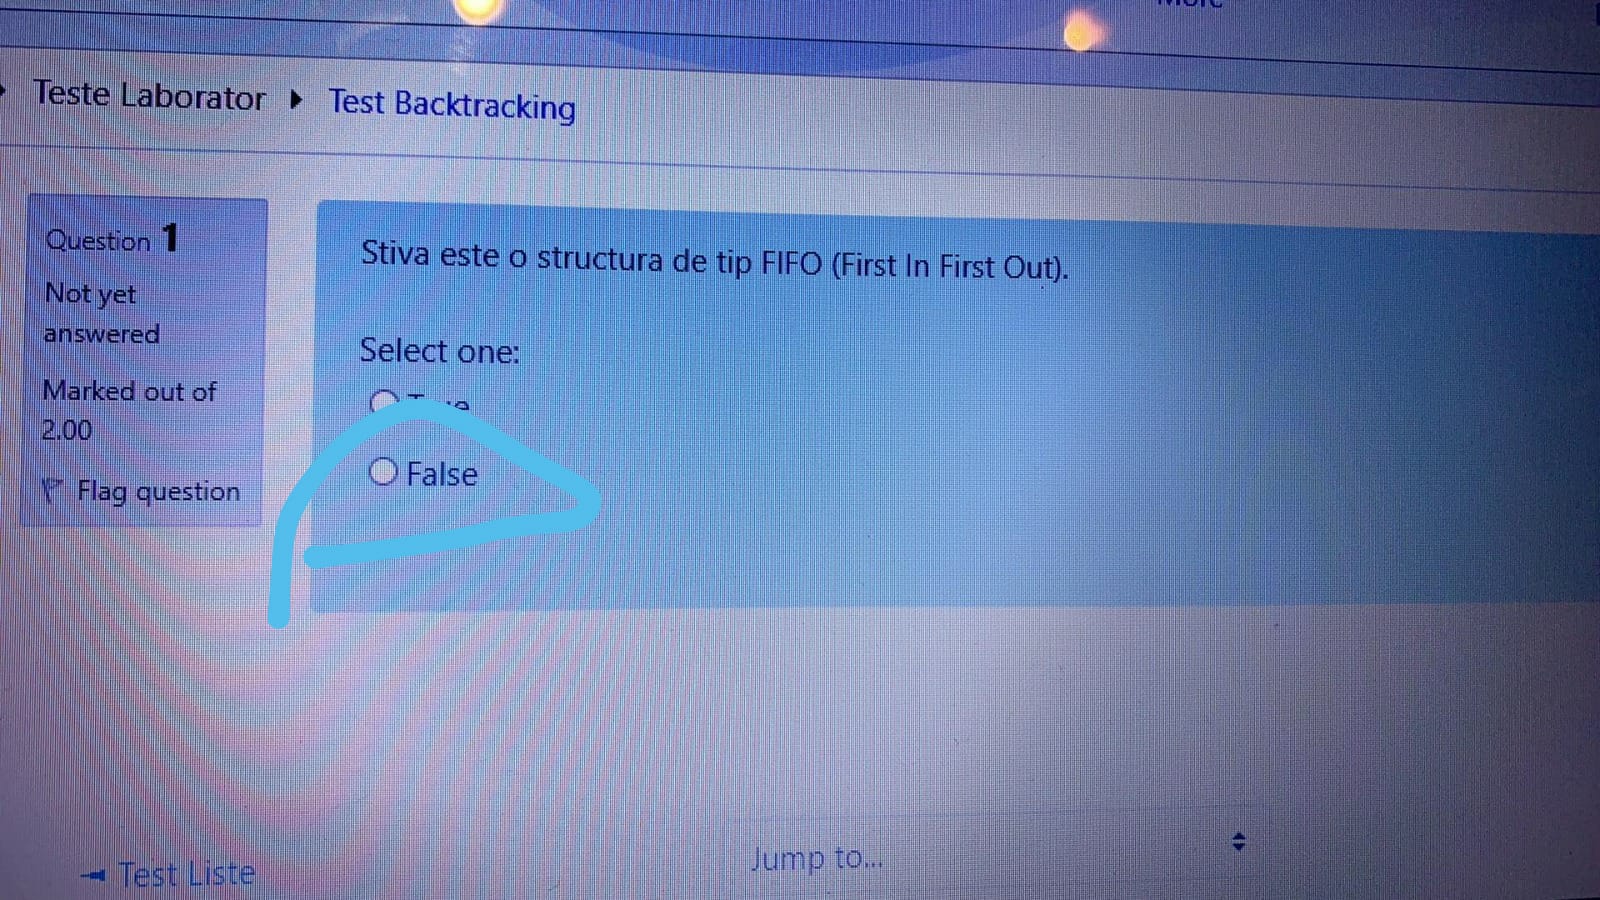 Teste Laborator
Test Backtracking
Question 1
Not yet
answered
Marked out of
2.00
Flag question
Stiva este o structura de tip FIFO (First In First Out).
Select one:
False
Test Liste
Jump to...